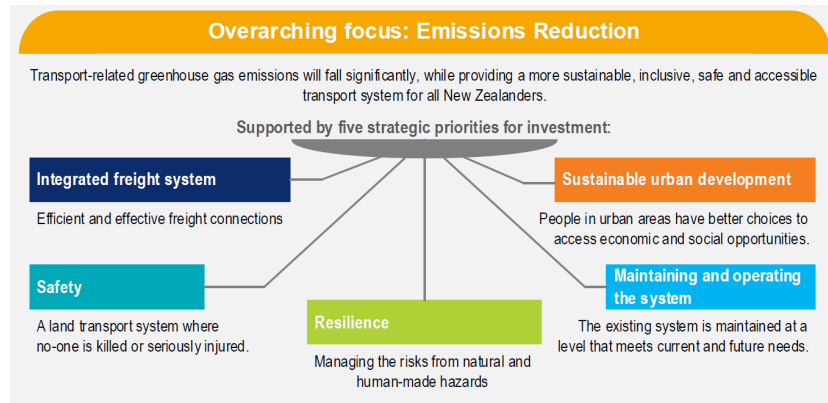 Overarching focus: Emissions Reduction
Transport-related greenhouse gas emissions will fall significantly, while providing a more sustainable, inclusive, safe and accessible
transport system for all New Zealanders.
Supported by five strategic priorities for investment:
Integrated freight system
Efficient and effective freight connections
Sustainable urban development
People in urban areas have better choices to
access economic and social opportunities.
Safety
A land transport system where
no-one is killed or seriously injured.
Resilience
Managing the risks from natural and
human-made hazards
Maintaining and operating
the system
The existing system is maintained at a
level that meets current and future needs.